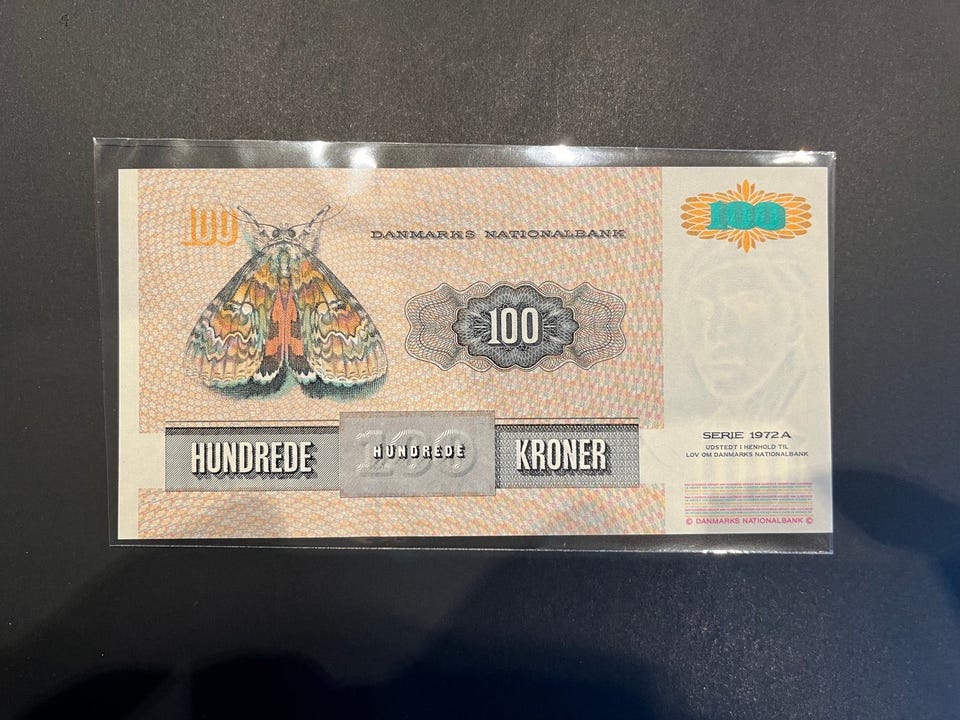 100
DANMARKS NATIONALBANK
100
100
HUNDREDE
100
HUNDREDE
KRONER
SERIE 1972A
UDSTEDT I HENHOLD TIL
LOV OM DANMARKS NATIONALBANK
© DANMARKS NATIONALBANK ©